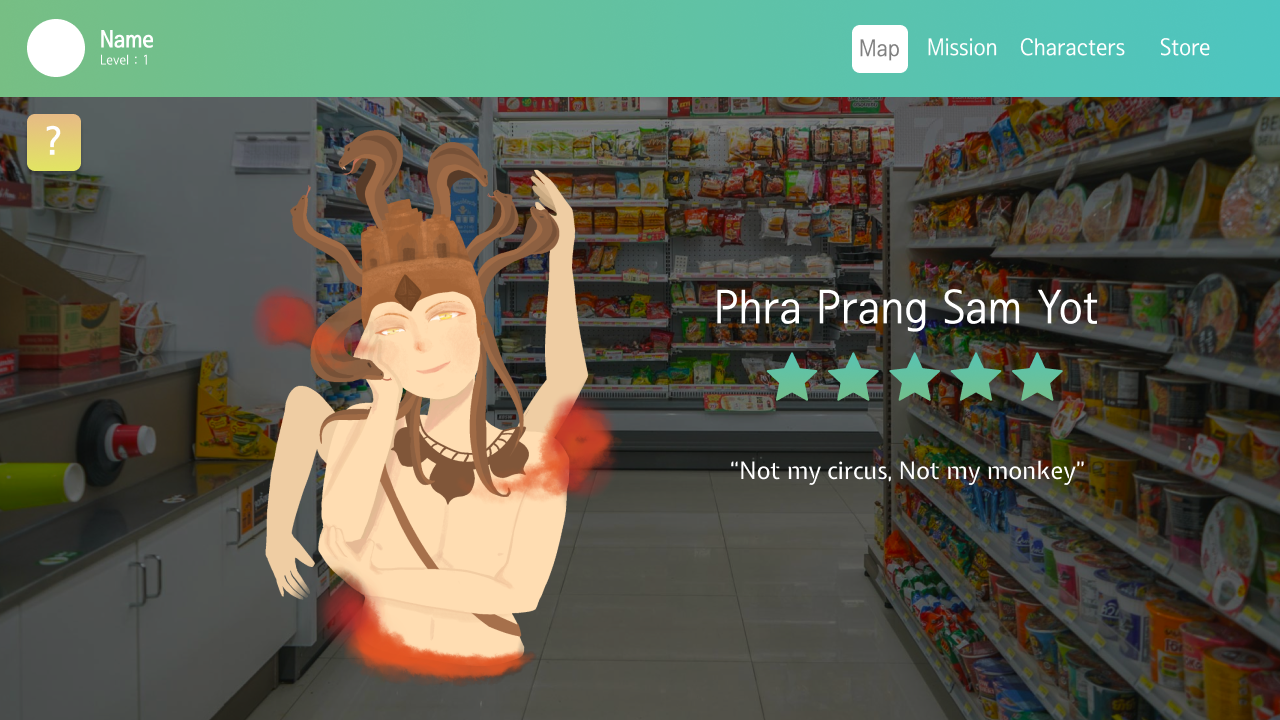 Name
Level : 1
Map
Mission
Characters
Store
?
Phra Prang Sam Yot
“Not my circus, Not my monkey”